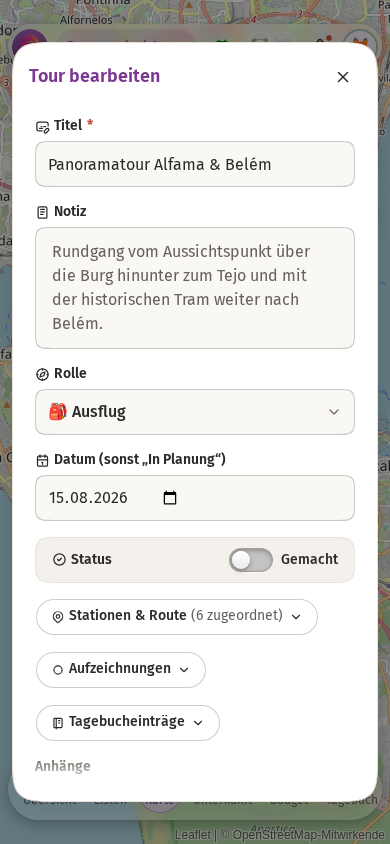 Alfornelos
Tour bearbeiten
Titel *
Panoramatour Alfama & Belém
Notiz
Rundgang vom Aussichtspunkt über
die Burg hinunter zum Tejo und mit
der historischen Tram weiter nach
Belém.
Rolle
Ausflug
Datum (sonst „In Planung“)
15.08.2026
Status
Gemacht
Stationen & Route (6 zugeordnet)
Aufzeichnungen
Tagebucheinträge
Anhänge
Leaflet | © OpenStreetMap-Mitwirkende